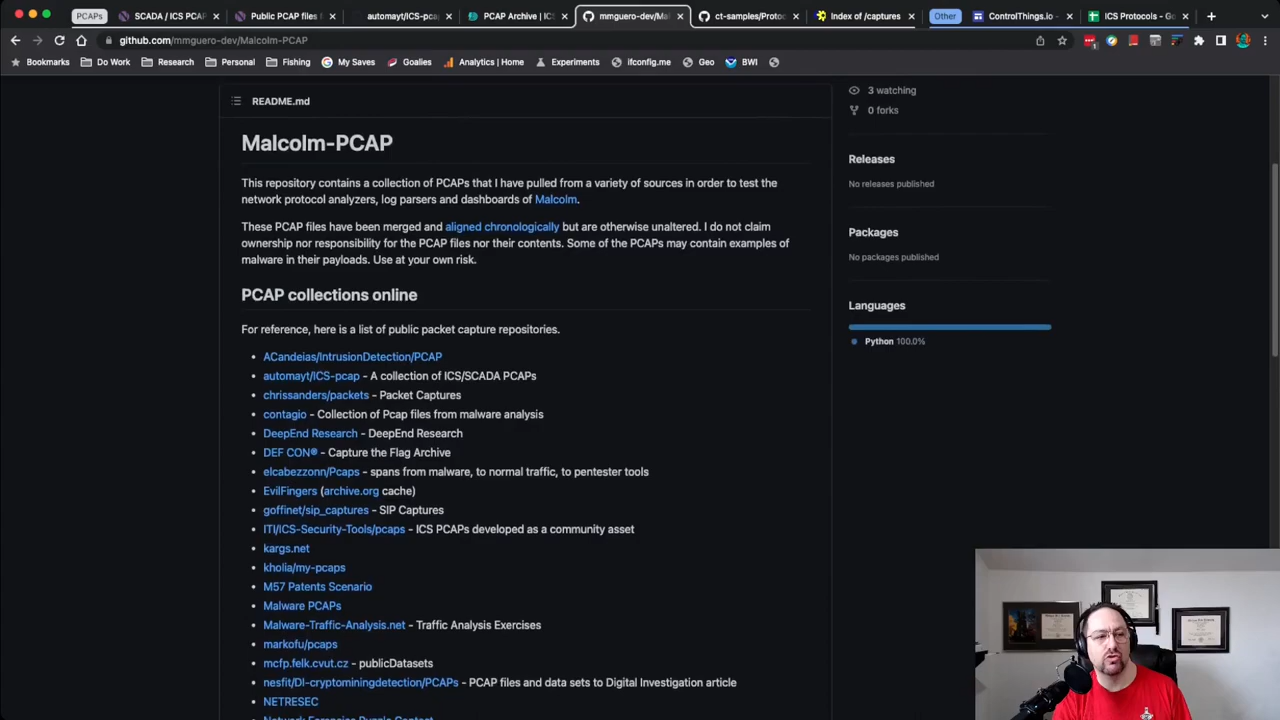 PCAPs
SCADA / ICS PCA
Public PCAP files
automayt/ICS-pca
PCAP Archive | ICS
mmguero-dev/Mal
ct-samples/Protoc
Index of /captures
Other
ControlThings.io -
ICS Protocols - Go
github.com/mmguero-dev/Malcolm-PCAP
Bookmarks
Do Work
Research
Personal
Fishing
My Saves
Goalies
Analytics | Home
Experiments
ifconfig.me
Geo
BWI
README.md
Malcolm-PCAP
This repository contains a collection of PCAPs that I have pulled from a variety of sources in order to test the
network protocol analyzers, log parsers and dashboards of Malcolm.
These PCAP files have been merged and aligned chronologically but are otherwise unaltered. I do not claim
ownership nor responsibility for the PCAP files nor their contents. Some of the PCAPs may contain examples of
malware in their payloads. Use at your own risk.
PCAP collections online
For reference, here is a list of public packet capture repositories.
• ACandeias/IntrusionDetection/PCAP
• automayt/ICS-pcap - A collection of ICS/SCADA PCAPs
• chrissanders/packets - Packet Captures
• contagio - Collection of Pcap files from malware analysis
• DeepEnd Research - DeepEnd Research
• DEF CON® - Capture the Flag Archive
• elcabezzonn/Pcaps - spans from malware, to normal traffic, to pentester tools
• EvilFingers (archive.org cache)
• goffinet/sip_captures - SIP Captures
• ITI/ICS-Security-Tools/pcaps - ICS PCAPs developed as a community asset
• kargs.net
• kholia/my-pcaps
• M57 Patents Scenario
• Malware PCAPs
• Malware-Traffic-Analysis.net - Traffic Analysis Exercises
• markofu/pcaps
• mcfp.felk.cvut.cz - publicDatasets
• nesfit/DI-cryptominingdetection/PCAPs - PCAP files and data sets to Digital Investigation article
• NETRESEC
• Network Forensics Puzzle Contest
3 watching
0 forks
Releases
No releases published
Packages
No packages published
Languages
Python 100.0%